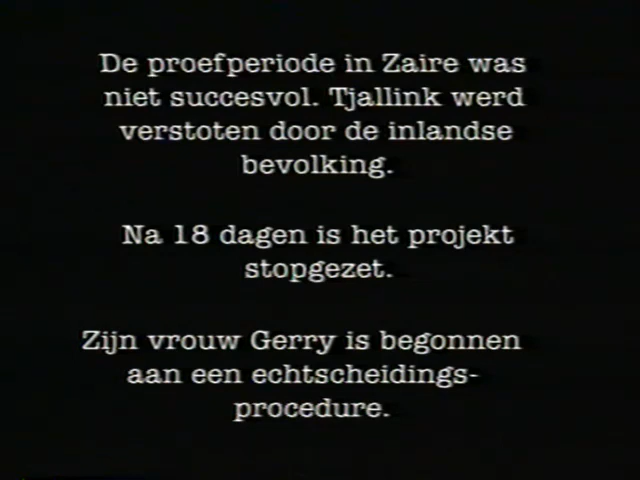 De proefperiode in Zaire was
niet succesvol. Tjallink werd
verstoten door de inlandse
bevolking.
Na 18 dagen is het projekt
stopgezet.
Zijn vrouw Gerry is begonnen
aan een echtscheidings-
procedure.